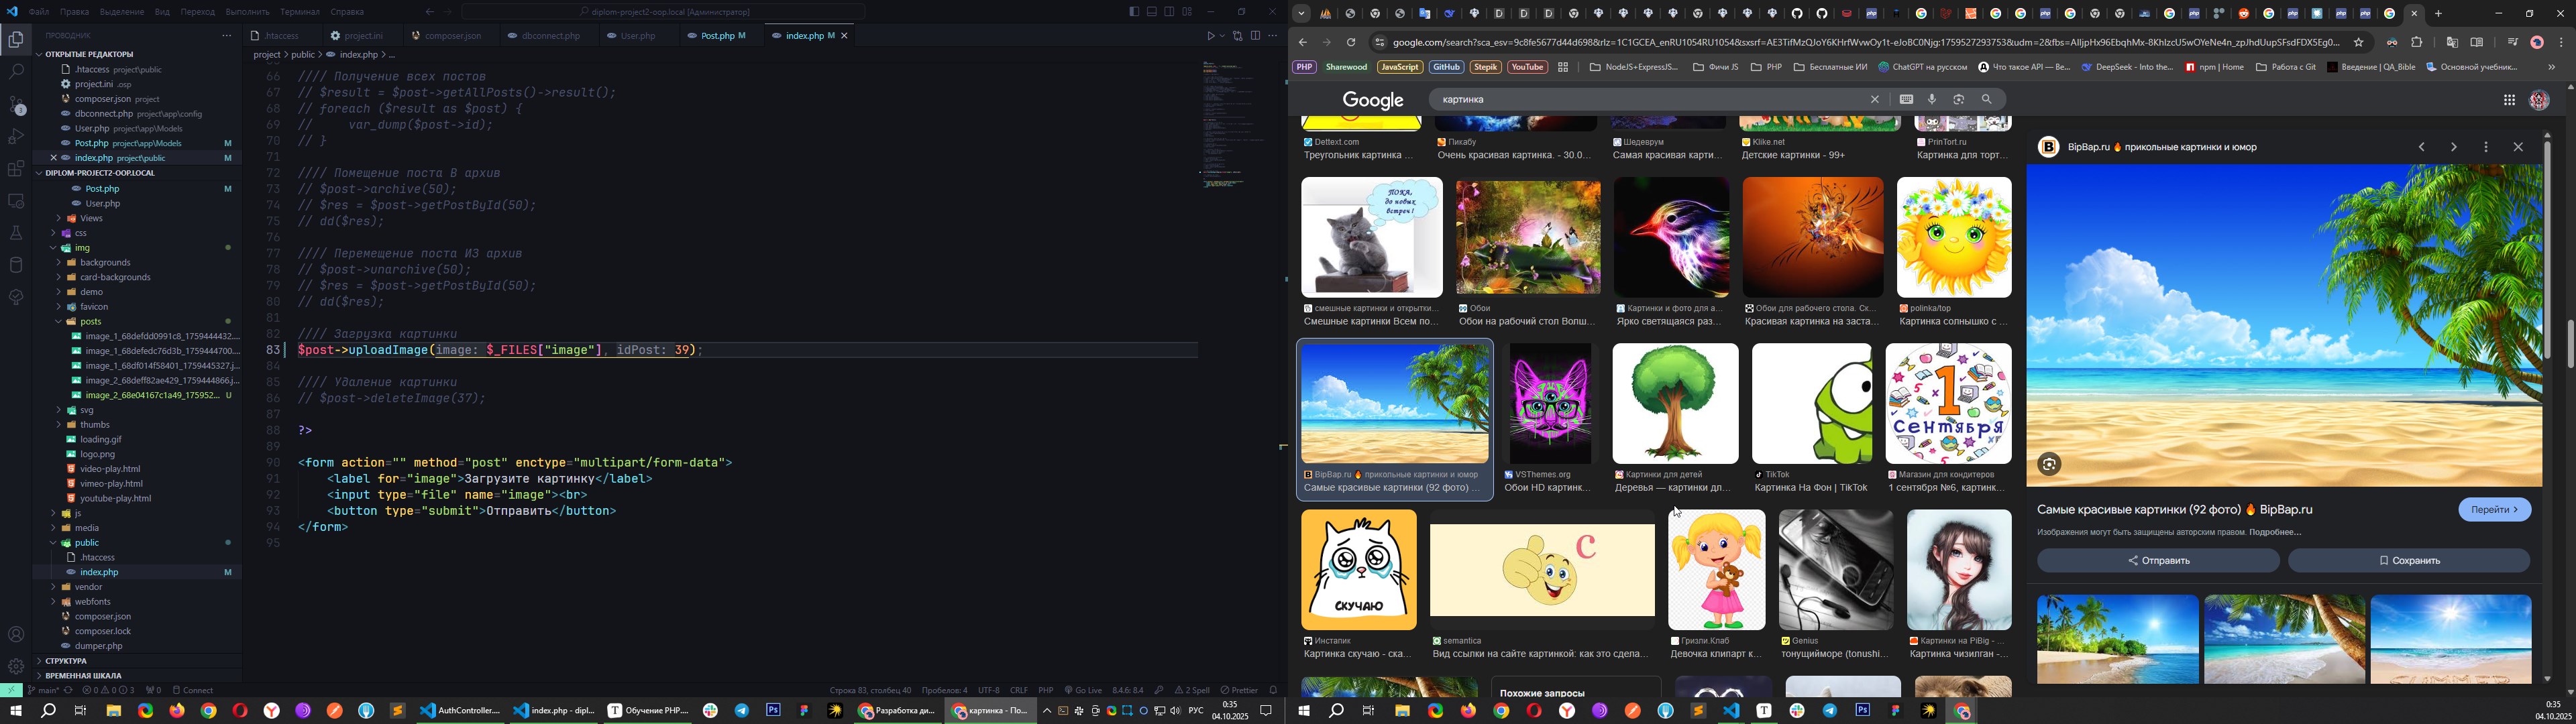 Файл Правка Выделение Вид Переход Выполнить Терминал Справка
diplom-project2-oop.local [Администратор]
ПРОВОДНИК
.htaccess project.ini composer.json dbconnect.php User.php Post.php M index.php M
project > public > index.php > ...
ОТКРЫТЫЕ РЕДАКТОРЫ
.htaccess project\public
project.ini .osp
composer.json project
dbconnect.php project\app\config
User.php project\app\Models
Post.php project\app\Models M
index.php project\public M
DIPLOM-PROJECT2-OOP.LOCAL
Post.php M
User.php
Views
css
img
backgrounds
card-backgrounds
demo
favicon
posts
image_1_68defdd0991c8_1759444432....
image_1_68defedc76d3b_1759444700....
image_1_68df014f58401_1759445327.j...
image_2_68deff82ae429_1759444866.j...
image_2_68e04167c1a49_175952... U
svg
thumbs
loading.gif
logo.png
video-play.html
vimeo-play.html
youtube-play.html
js
media
public
.htaccess
index.php M
vendor
webfonts
composer.json
composer.lock
dumper.php
СТРУКТУРА
ВРЕМЕННАЯ ШКАЛА
66 //// Получение всех постов
67 // $result = $post->getAllPosts()->result();
68 // foreach ($result as $post) {
69 //     var_dump($post->id);
70 // }
71
72 //// Помещение поста В архив
73 // $post->archive(50);
74 // $res = $post->getPostById(50);
75 // dd($res);
76
77 //// Перемещение поста ИЗ архив
78 // $post->unarchive(50);
79 // $res = $post->getPostById(50);
80 // dd($res);
81
82 //// Загрузка картинки
83 $post->uploadImage(image: $_FILES["image"], idPost: 39);
84
85 //// Удаление картинки
86 // $post->deleteImage(37);
87
88 ?>
89
90 <form action="" method="post" enctype="multipart/form-data">
91     <label for="image">Загрузите картинку</label>
92     <input type="file" name="image"><br>
93     <button type="submit">Отправить</button>
94 </form>
95
main* 0 0 3 0 Connect
Строка 83, столбец 40 Пробелов: 4 UTF-8 CRLF PHP Go Live 8.4.6: 8.4 2 Spell Prettier
AuthController.... index.php - dipl... Обучение PHP.... Разработка ди... картинка - По...
РУС 0:35
04.10.2025
google.com/search?sca_esv=9c8fe5677d44d698&rlz=1C1GCEA_enRU1054RU1054&sxsrf=AE3TifMzQJoY6KHrfWvwOy1t-eJoBC0Njg:1759527293753&udm=2&fbs=AIIjpHx96EbqhMx-8KhlzcU5wOYeNe4n_zpJhdUupSFsdFDX5Eg0...
PHP Sharewood JavaScript GitHub Stepik YouTube NodeJS+ExpressJS... Фичи JS PHP Бесплатные ИИ ChatGPT на русском Что такое API — Ве... DeepSeek - Into the... npm | Home Работа с Git Введение | QA_Bible Основной учебник...
Google картинка
Dettext.com Пикабу Шедеврум Klike.net PrinTort.ru
Треугольник картинка ... Очень красивая картинка. - 30.0... Самая красивая карти... Детские картинки - 99+ Картинка для торт...
ПОКА,
до новых
встреч!
смешные картинки и открытки... Обои Картинки и фото для а... Обои для рабочего стола. Ск... polinka/top
Смешные картинки Всем по... Обои на рабочий стол Волш... Ярко светящаяся раз... Красивая картинка на заста... Картинка солнышко с ...
1
Сентября
BipBap.ru прикольные картинки и юмор VSThemes.org Картинки для детей TikTok Магазин для кондитеров
Самые красивые картинки (92 фото) ... Обои HD картинк... Деревья — картинки дл... Картинка На Фон | TikTok 1 сентября №6, картинк...
СКУЧАЮ
С
Инстапик semantica Гризли.Клаб Genius Картинки на PiBig - ...
Картинка скучаю - ска... Вид ссылки на сайте картинкой: как это сдела... Девочка клипарт к... тонущийморе (tonushi... Картинка чизилган -...
Похожие запросы
BipBap.ru прикольные картинки и юмор
Самые красивые картинки (92 фото) BipBap.ru
Перейти
Изображения могут быть защищены авторским правом. Подробнее...
Отправить Сохранить
0:35
04.10.2025